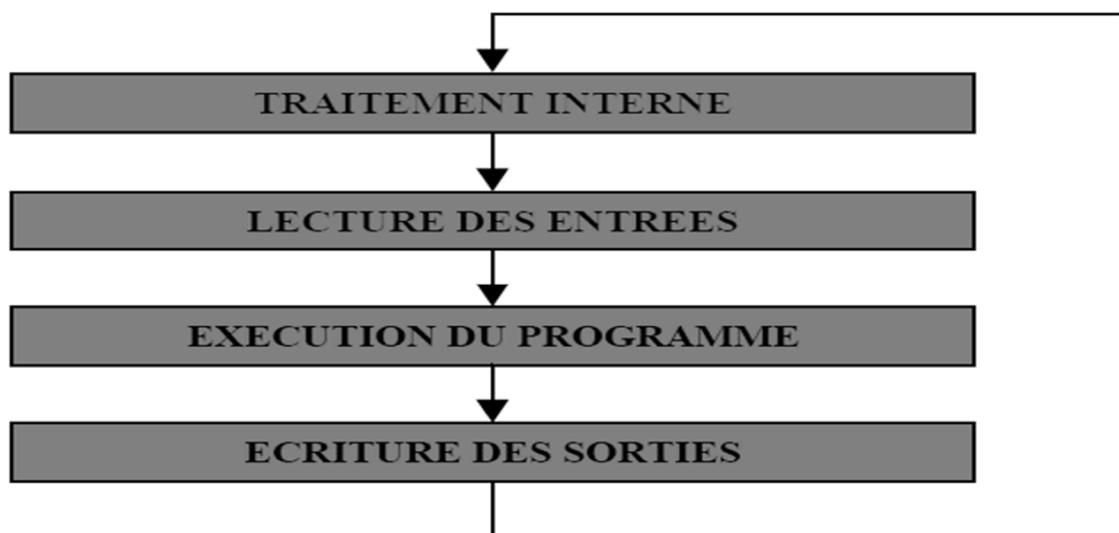 TRAITEMENT INTERNE
LECTURE DES ENTREES
EXECUTION DU PROGRAMME
ECRITURE DES SORTIES